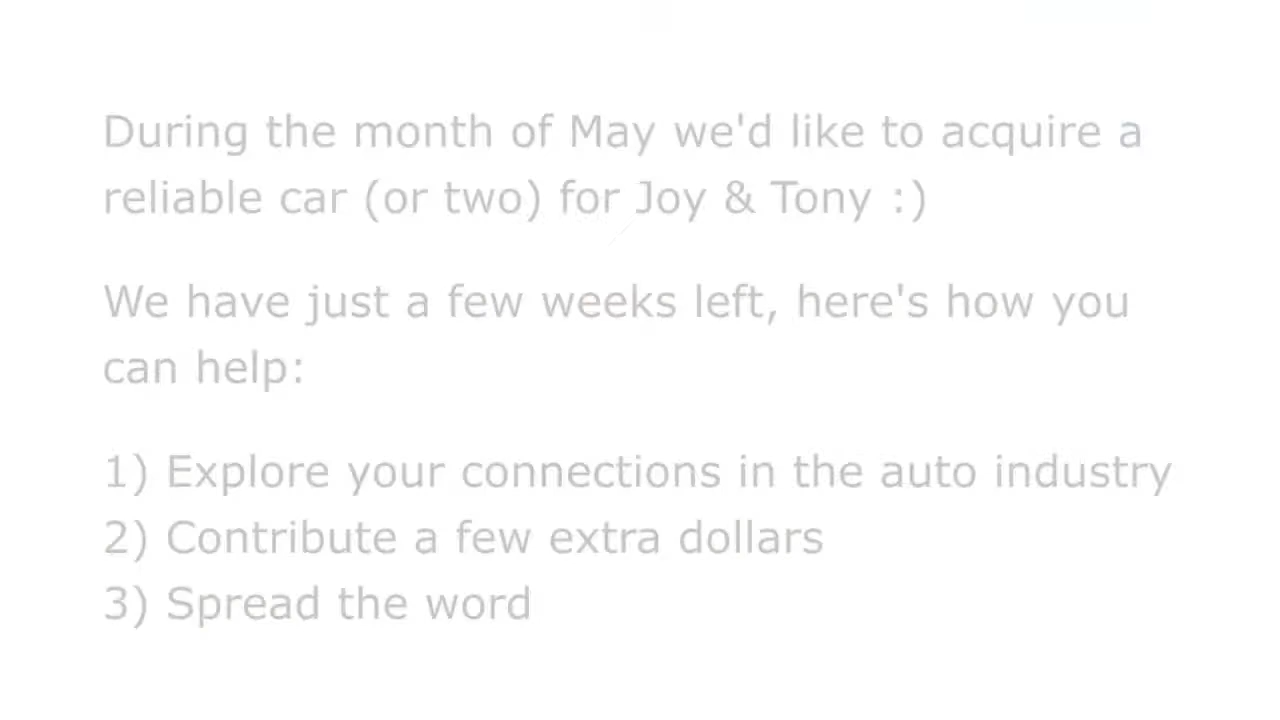 During the month of May we'd like to acquire a
reliable car (or two) for Joy & Tony :)
We have just a few weeks left, here's how you
can help:
1) Explore your connections in the auto industry
2) Contribute a few extra dollars
3) Spread the word